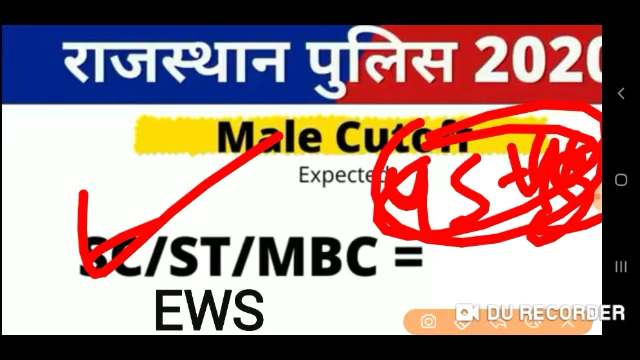 राजस्थान पुलिस 2020
Male Cutoff
Expected
SC/ST/MBC =
EWS
DU RECORDER